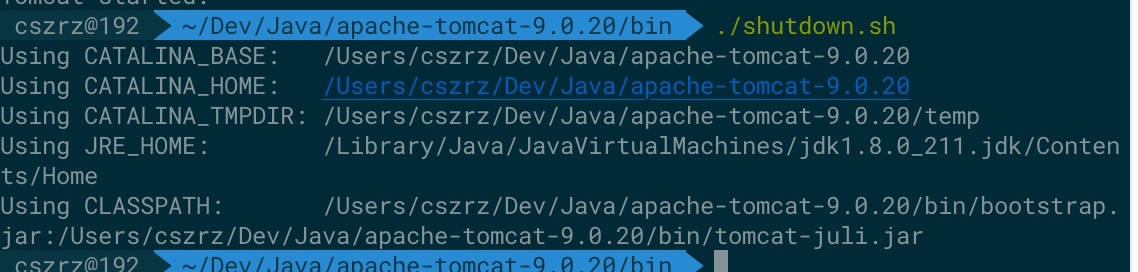 Tomcat started.
cszrz@192 ~/Dev/Java/apache-tomcat-9.0.20/bin ./shutdown.sh
Using CATALINA_BASE: /Users/cszrz/Dev/Java/apache-tomcat-9.0.20
Using CATALINA_HOME: /Users/cszrz/Dev/Java/apache-tomcat-9.0.20
Using CATALINA_TMPDIR: /Users/cszrz/Dev/Java/apache-tomcat-9.0.20/temp
Using JRE_HOME: /Library/Java/JavaVirtualMachines/jdk1.8.0_211.jdk/Conten
ts/Home
Using CLASSPATH: /Users/cszrz/Dev/Java/apache-tomcat-9.0.20/bin/bootstrap.
jar:/Users/cszrz/Dev/Java/apache-tomcat-9.0.20/bin/tomcat-juli.jar
cszrz@192 ~/Dev/Java/apache-tomcat-9.0.20/bin